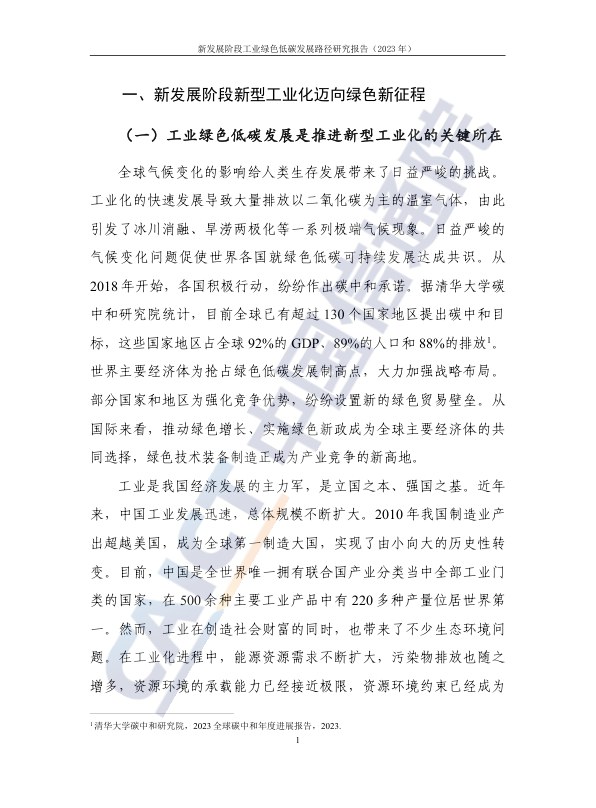 新发展阶段工业绿色低碳发展路径研究报告（2023 年）
一、新发展阶段新型工业化迈向绿色新征程
（一）工业绿色低碳发展是推进新型工业化的关键所在
全球气候变化的影响给人类生存发展带来了日益严峻的挑战。
工业化的快速发展导致大量排放以二氧化碳为主的温室气体，由此
引发了冰川消融、旱涝两极化等一系列极端气候现象。日益严峻的
气候变化问题促使世界各国就绿色低碳可持续发展达成共识。从
2018 年开始，各国积极行动，纷纷作出碳中和承诺。据清华大学碳
中和研究院统计，目前全球已有超过 130 个国家地区提出碳中和目
标，这些国家地区占全球 92%的 GDP、89%的人口和 88%的排放1。
世界主要经济体为抢占绿色低碳发展制高点，大力加强战略布局。
部分国家和地区为强化竞争优势，纷纷设置新的绿色贸易壁垒。从
国际来看，推动绿色增长、实施绿色新政成为全球主要经济体的共
同选择，绿色技术装备制造正成为产业竞争的新高地。
工业是我国经济发展的主力军，是立国之本、强国之基。近年
来，中国工业发展迅速，总体规模不断扩大。2010 年我国制造业产
出超越美国，成为全球第一制造大国，实现了由小向大的历史性转
变。目前，中国是全世界唯一拥有联合国产业分类当中全部工业门
类的国家，在 500 余种主要工业产品中有 220 多种产量位居世界第
一。然而，工业在创造社会财富的同时，也带来了不少生态环境问
题。在工业化进程中，能源资源需求不断扩大，污染物排放也随之
增多，资源环境的承载能力已经接近极限，资源环境约束已经成为
1 清华大学碳中和研究院，2023 全球碳中和年度进展报告，2023.
1
CAICT 中国信通院